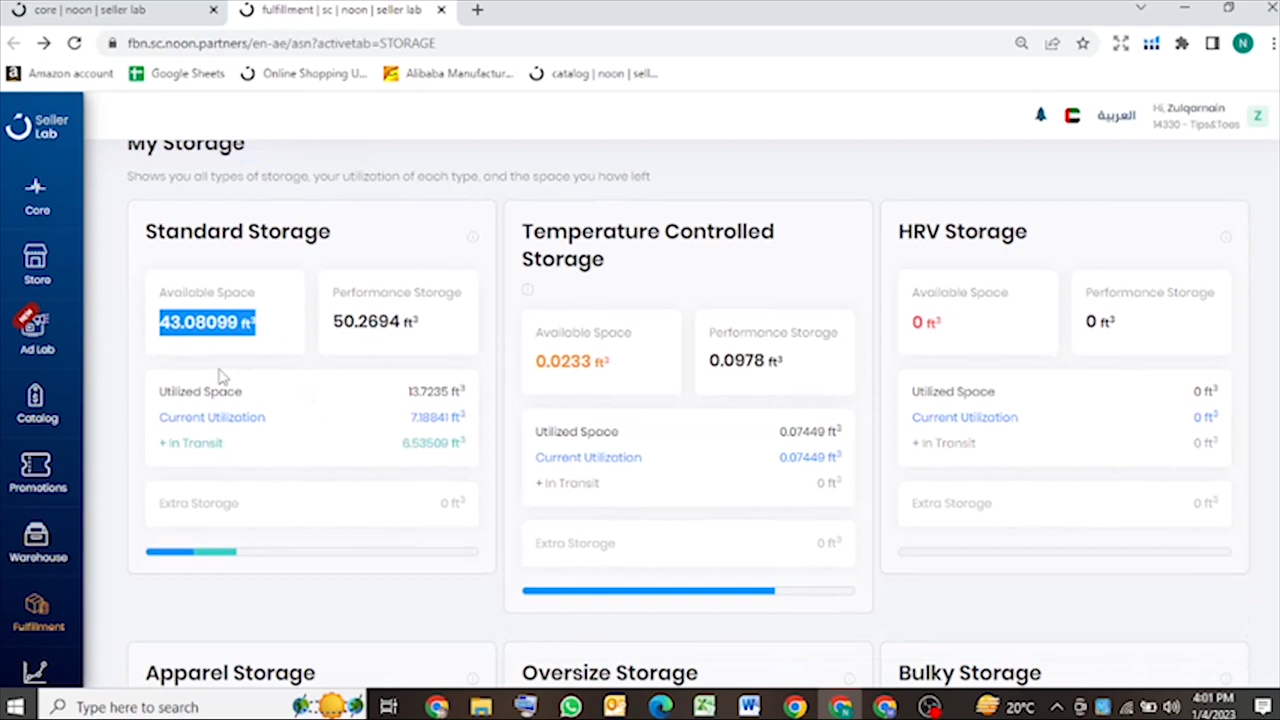 core | noon | seller lab
fulfillment | sc | noon | seller lab
fbn.sc.noon.partners/en-ae/asn?activetab=STORAGE
N
Amazon account
Google Sheets
Online Shopping U...
Alibaba Manufactur...
catalog | noon | sell...
Seller
Lab
العربية
Hi, Zulqarnain
14330 - Tips&Toes
Z
Core
Store
NEW
Ad Lab
Catalog
Promotions
Warehouse
Fulfillment
My Storage
Shows you all types of storage, your utilization of each type, and the space you have left
Standard Storage
Available Space
43.08099 ft³
Performance Storage
50.2694 ft³
Utilized Space 13.7235 ft³
Current Utilization 7.18841 ft³
+ In Transit 6.53509 ft³
Extra Storage 0 ft³
Temperature Controlled
Storage
Available Space
0.0233 ft³
Performance Storage
0.0978 ft³
Utilized Space 0.07449 ft³
Current Utilization 0.07449 ft³
+ In Transit 0 ft³
Extra Storage 0 ft³
HRV Storage
Available Space
0 ft³
Performance Storage
0 ft³
Utilized Space 0 ft³
Current Utilization 0 ft³
+ In Transit 0 ft³
Extra Storage 0 ft³
Apparel Storage
Oversize Storage
Bulky Storage
Type here to search
20°C
4:01 PM
1/4/2023